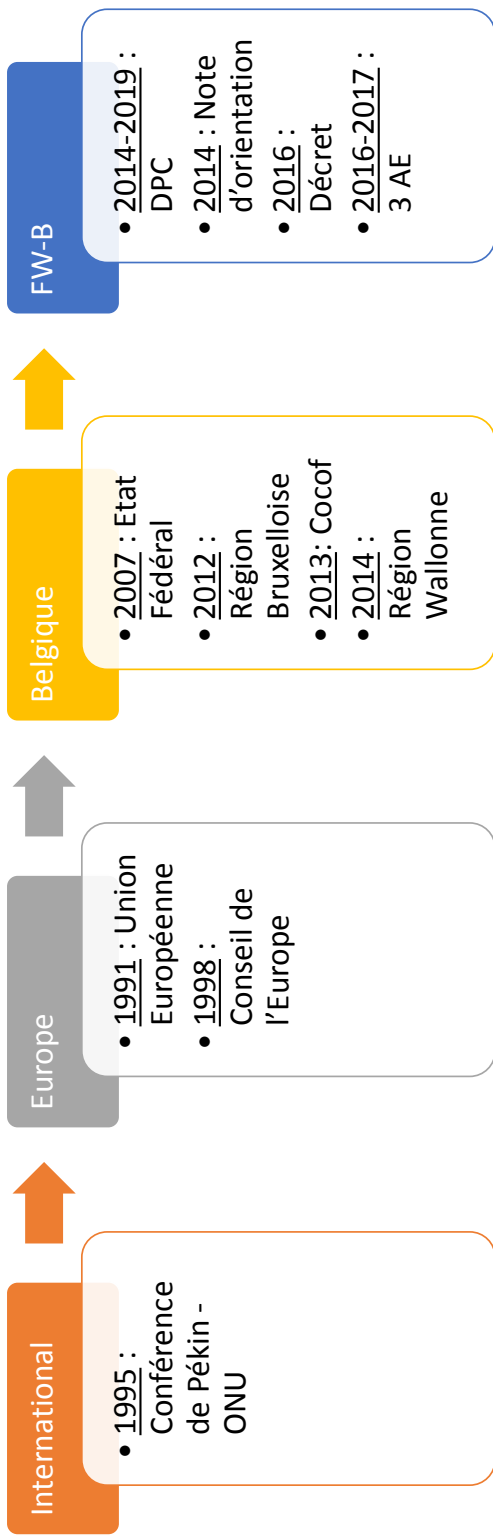 International
• 1995 :
Conférence
de Pékin -
ONU
Europe
• 1991 : Union
Européenne
• 1998 :
Conseil de
l’Europe
Belgique
• 2007 : Etat
Fédéral
• 2012 :
Région
Bruxelloise
• 2013: Cocof
• 2014 :
Région
Wallonne
FW-B
• 2014-2019 :
DPC
• 2014 : Note
d’orientation
• 2016 :
Décret
• 2016-2017 :
3 AE